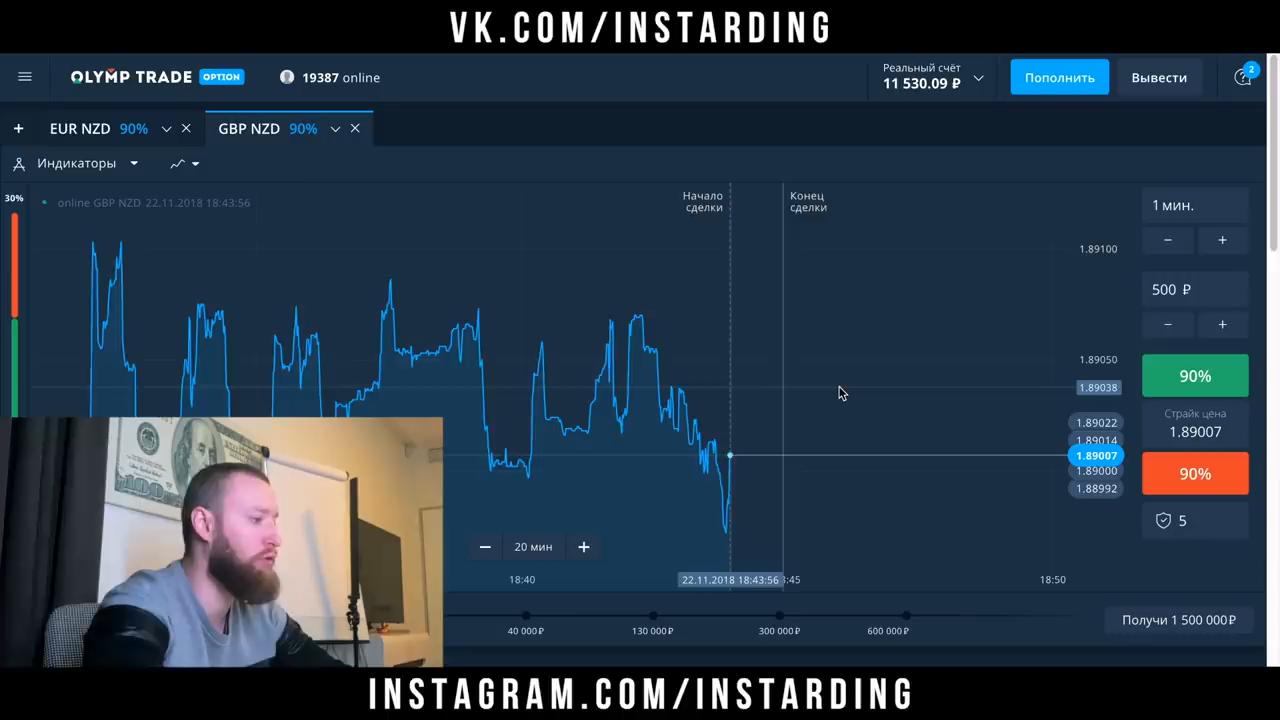 VK.COM/INSTARDING
OLYMP TRADE OPTION
19387 online
Реальный счёт
11 530.09 ₽
Пополнить
Вывести
2
+
EUR NZD 90%
GBP NZD 90%
Индикаторы
30%
online GBP NZD 22.11.2018 18:43:56
Начало
сделки
Конец
сделки
1.89100
1.89050
1.89038
1.89022
1.89014
1.89007
1.89000
1.88992
1 мин.
− +
500 ₽
− +
90%
Страйк цена
1.89007
90%
5
− 20 мин +
18:40
22.11.2018 18:43:56
:45
18:50
40 000₽
130 000₽
300 000₽
600 000₽
Получи 1 500 000₽
100
INSTAGRAM.COM/INSTARDING